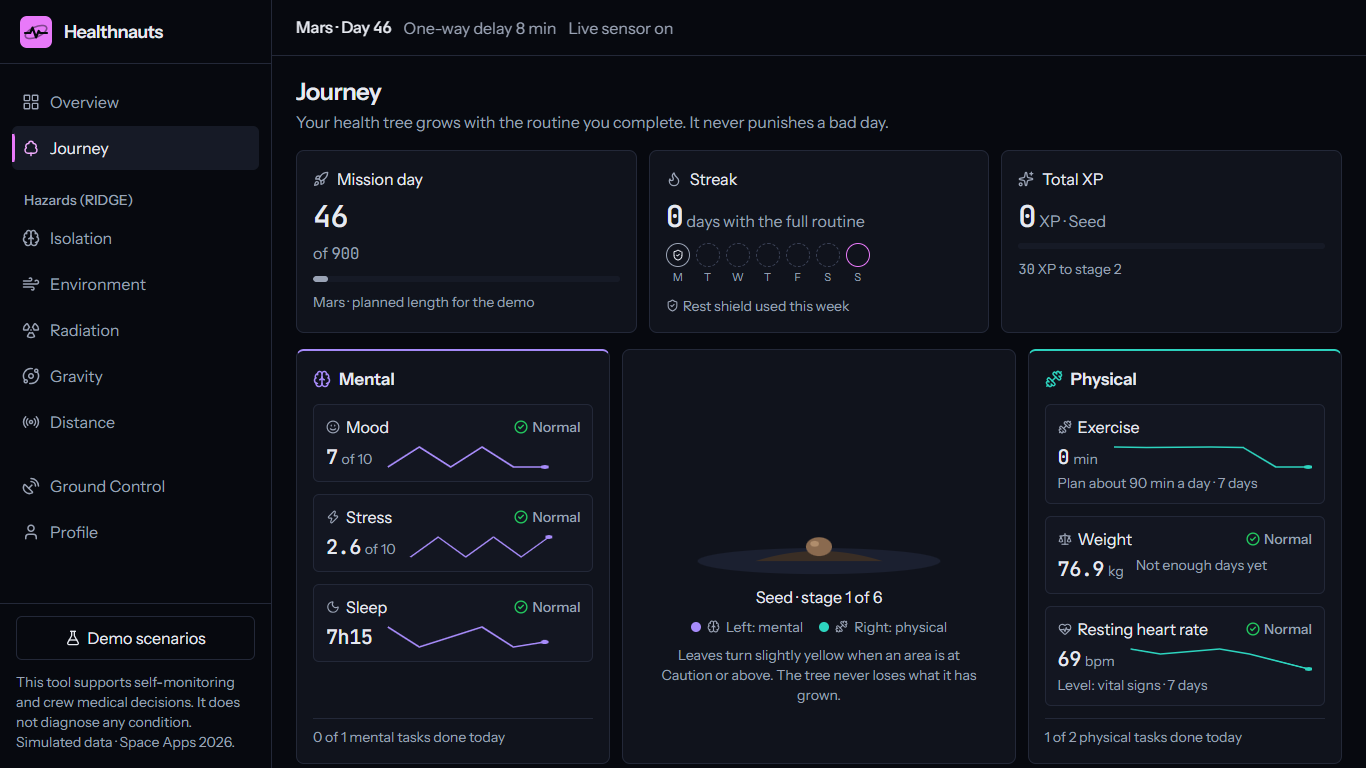 Healthnauts
Overview
Journey
Hazards (RIDGE)
Isolation
Environment
Radiation
Gravity
Distance
Ground Control
Profile
Demo scenarios
This tool supports self-monitoring
and crew medical decisions. It does
not diagnose any condition.
Simulated data · Space Apps 2026.
Mars · Day 46 One-way delay 8 min Live sensor on
Journey
Your health tree grows with the routine you complete. It never punishes a bad day.
Mission day
46
of 900
Mars · planned length for the demo
Streak
0 days with the full routine
M T W T F S S
Rest shield used this week
Total XP
0 XP · Seed
30 XP to stage 2
Mental
Mood Normal
7 of 10
Stress Normal
2.6 of 10
Sleep Normal
7h15
0 of 1 mental tasks done today
Seed · stage 1 of 6
Left: mental Right: physical
Leaves turn slightly yellow when an area is at
Caution or above. The tree never loses what it has
grown.
Physical
Exercise
0 min
Plan about 90 min a day · 7 days
Weight Normal
76.9 kg Not enough days yet
Resting heart rate Normal
69 bpm
Level: vital signs · 7 days
1 of 2 physical tasks done today